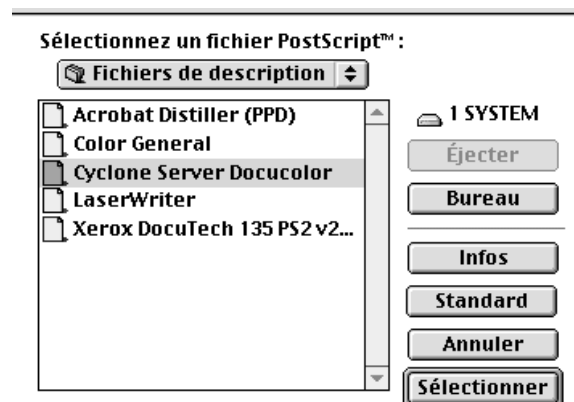 Sélectionnez un fichier PostScript™ :
Fichiers de description
Acrobat Distiller (PPD)
Color General
Cyclone Server Docucolor
LaserWriter
Xerox DocuTech 135 PS2 v2...
1 SYSTEM
Éjecter
Bureau
Infos
Standard
Annuler
Sélectionner